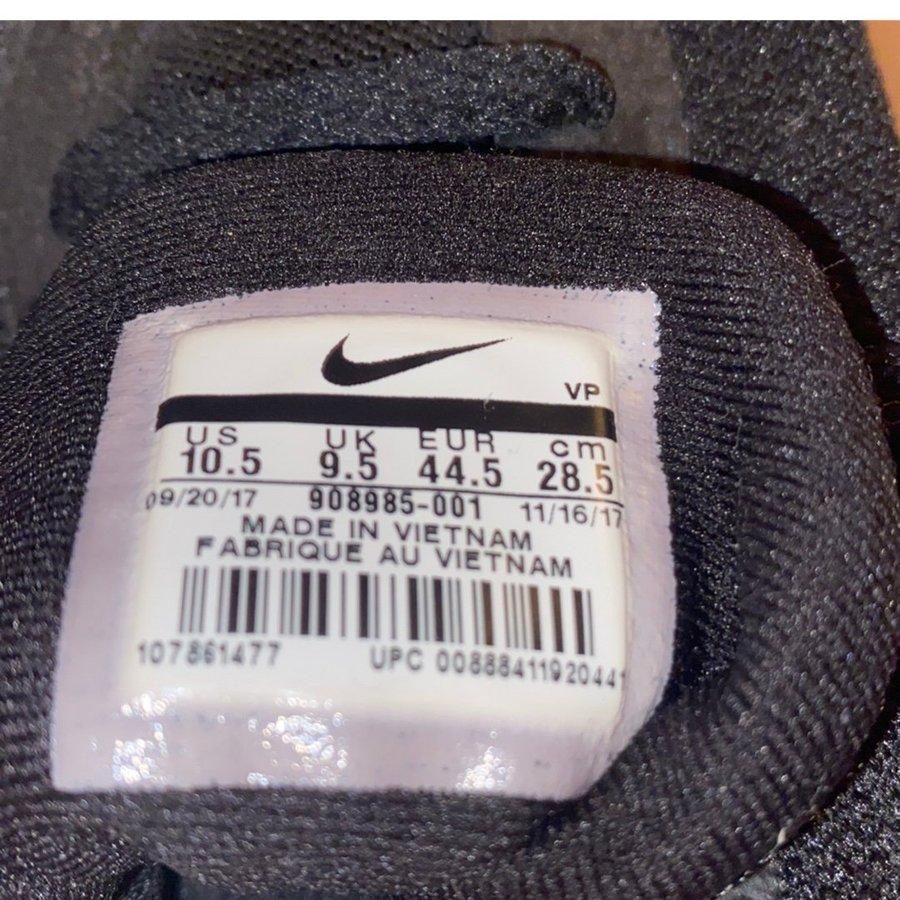 VP
US UK EUR cm
10.5 9.5 44.5 28.5
09/20/17 908985-001 11/16/17
MADE IN VIETNAM
FABRIQUE AU VIETNAM
107861477 UPC 00888411920441